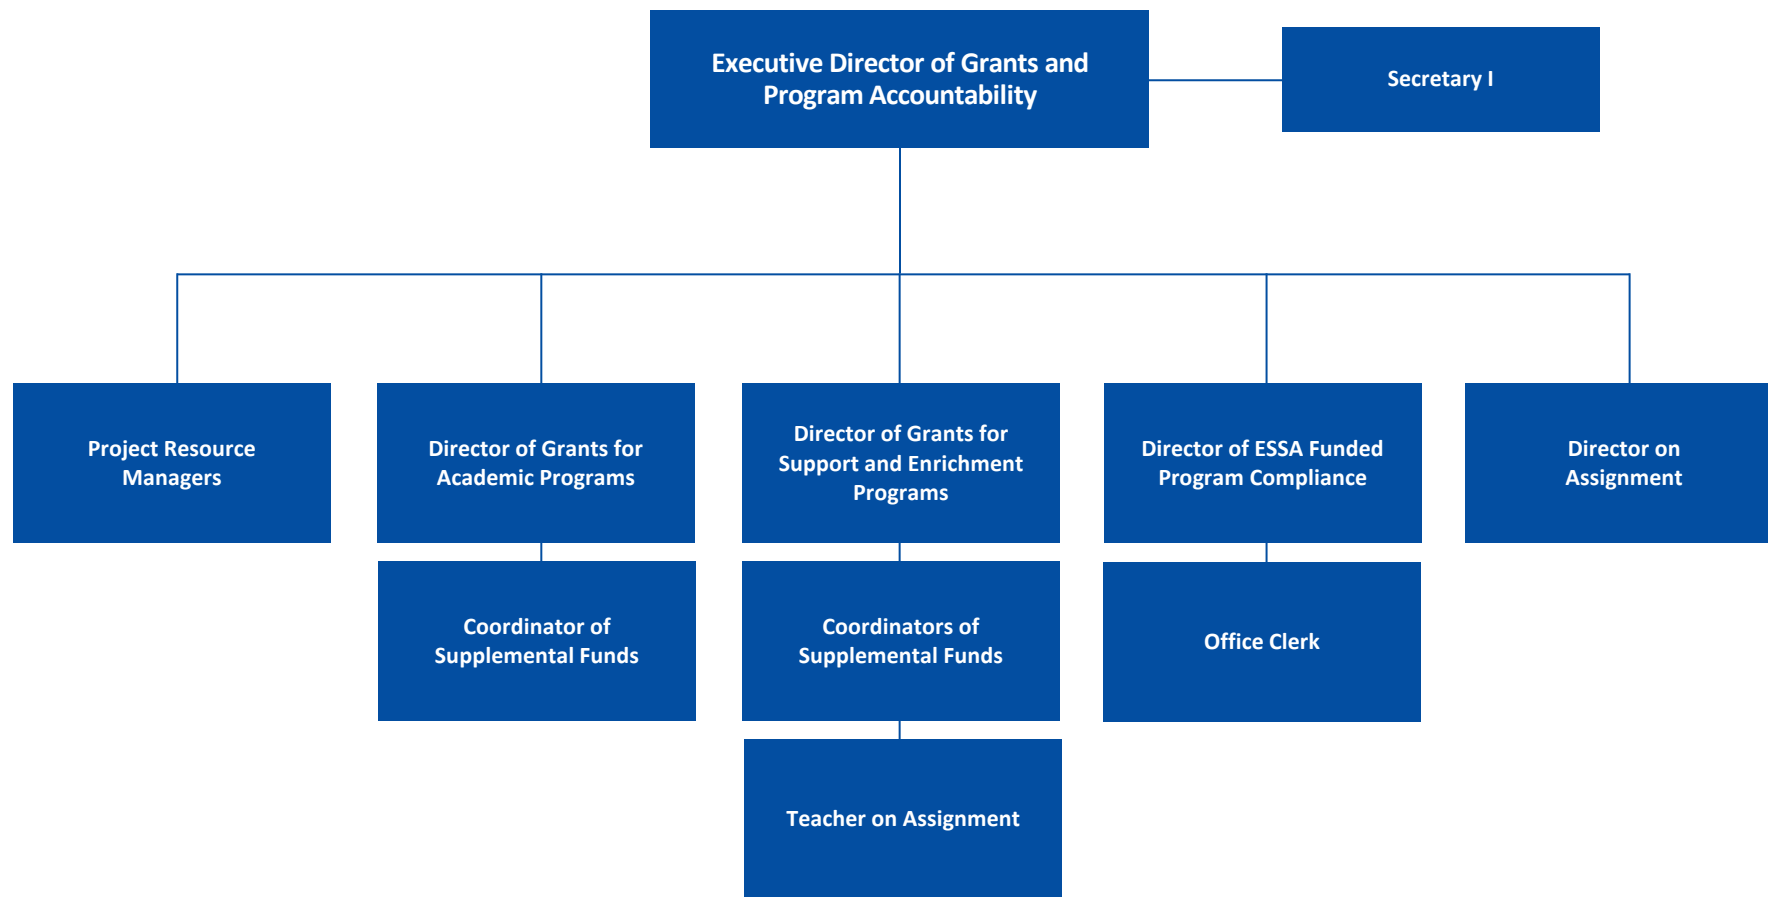 Executive Director of Grants and
Program Accountability
Secretary I
Project Resource
Managers
Director of Grants for
Academic Programs
Director of Grants for
Support and Enrichment
Programs
Director of ESSA Funded
Program Compliance
Director on
Assignment
Coordinator of
Supplemental Funds
Coordinators of
Supplemental Funds
Office Clerk
Teacher on Assignment